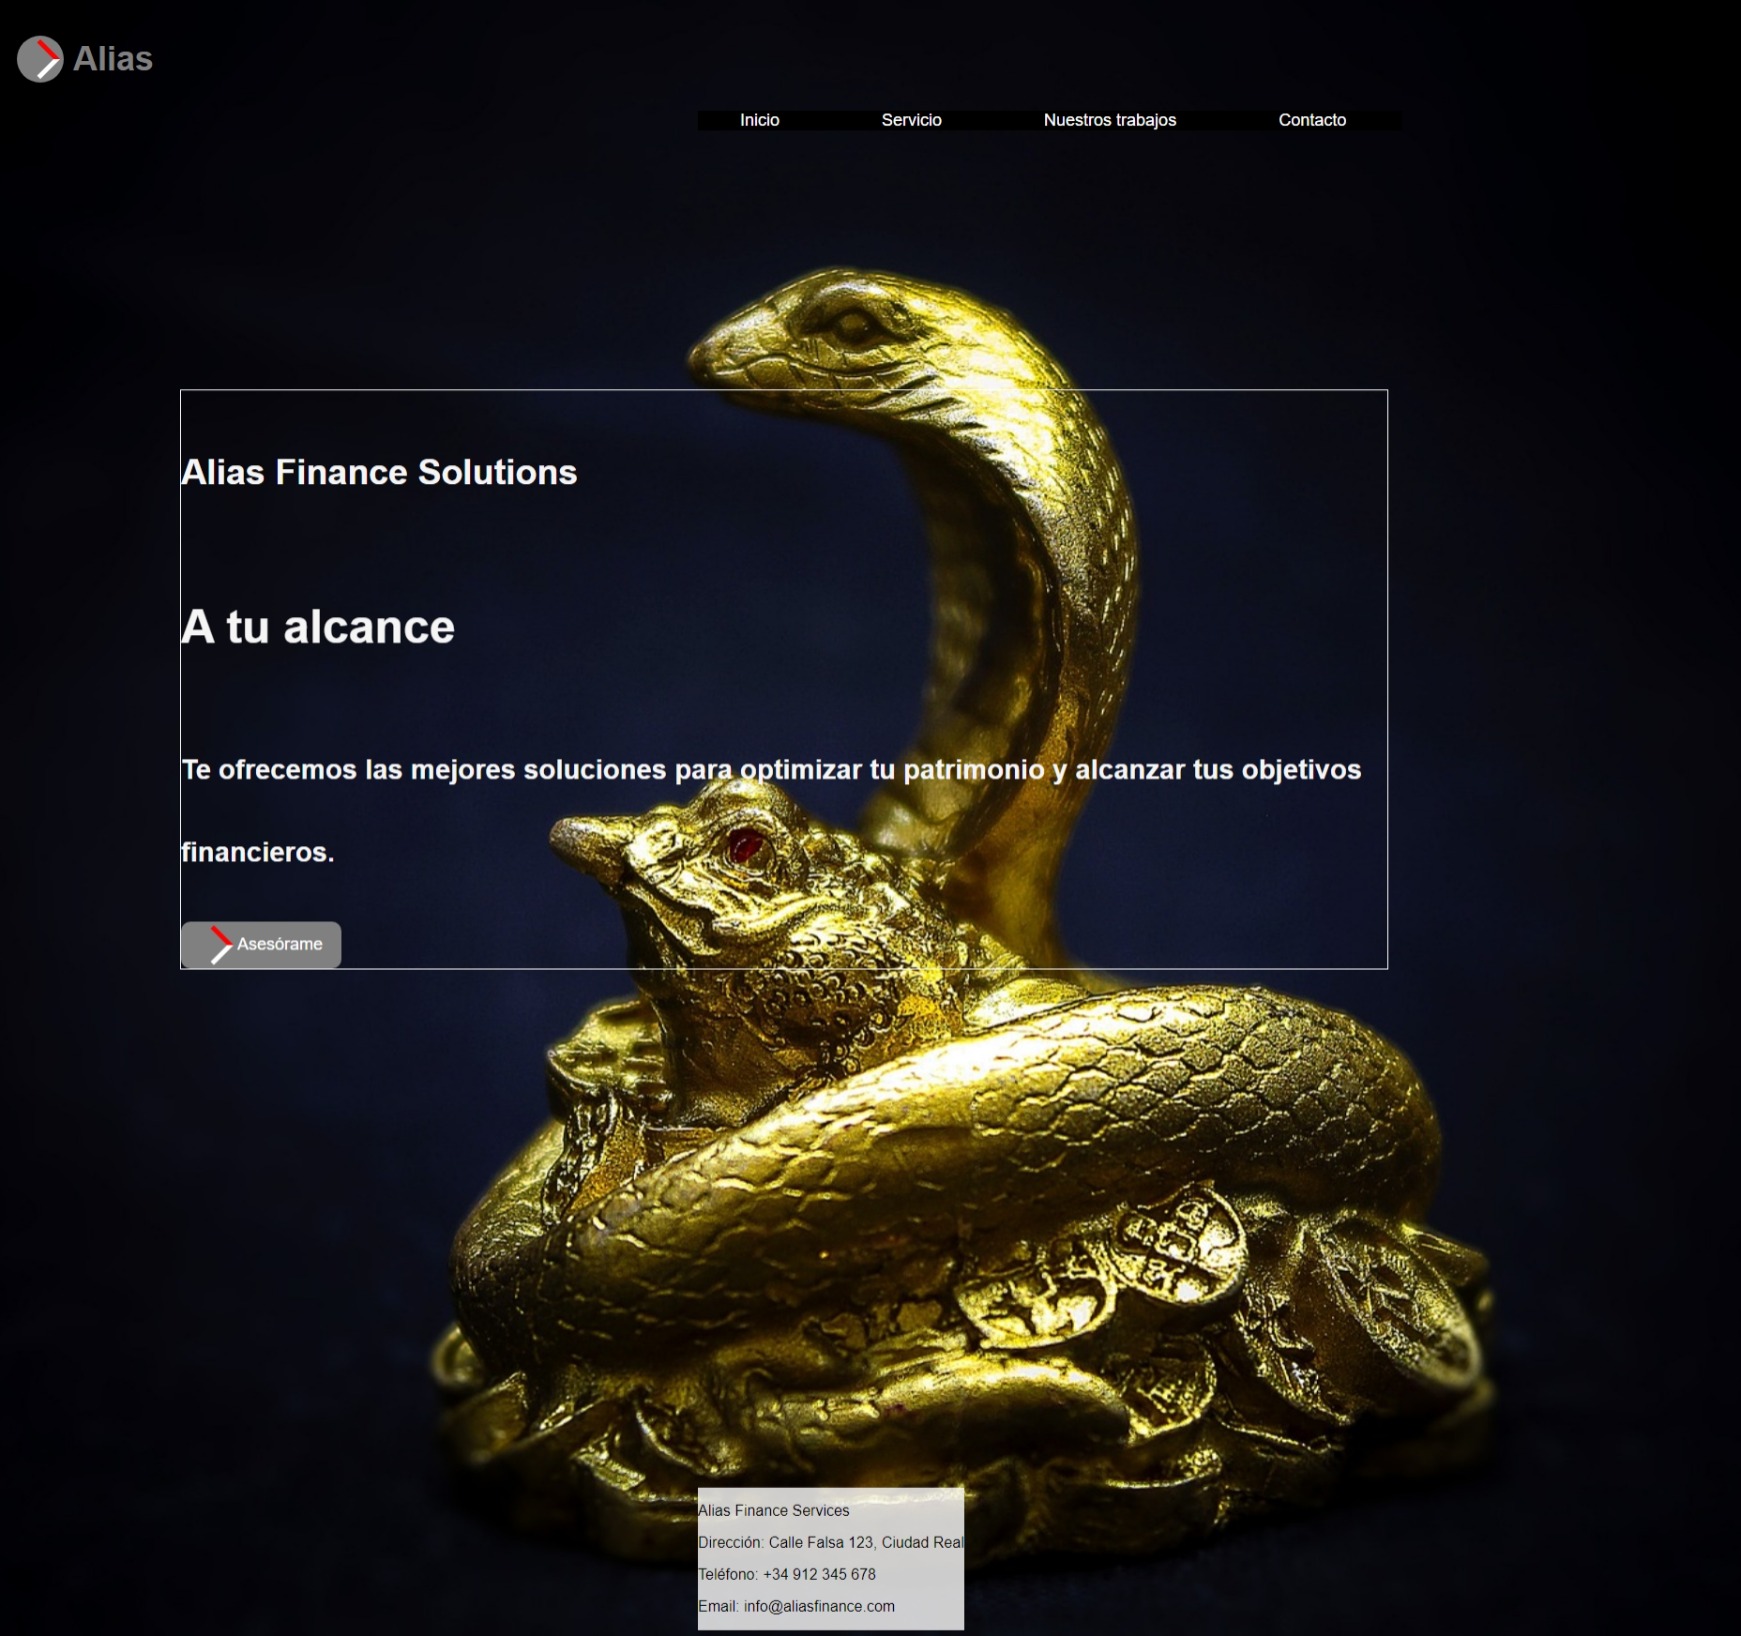 Alias
Inicio Servicio Nuestros trabajos Contacto
Alias Finance Solutions
A tu alcance
Te ofrecemos las mejores soluciones para optimizar tu patrimonio y alcanzar tus objetivos
financieros.
Asesórame
Alias Finance Services
Dirección: Calle Falsa 123, Ciudad Real
Teléfono: +34 912 345 678
Email: info@aliasfinance.com